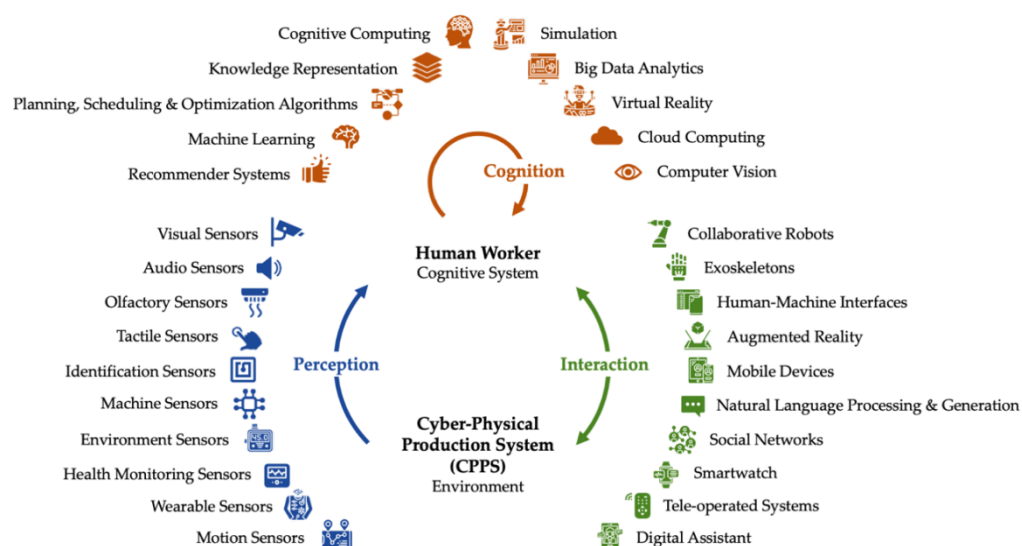 Cognitive Computing
Simulation
Knowledge Representation
Big Data Analytics
Planning, Scheduling & Optimization Algorithms
Virtual Reality
Machine Learning
Cloud Computing
Recommender Systems
Cognition
Computer Vision
Visual Sensors
Collaborative Robots
Human Worker
Cognitive System
Audio Sensors
Exoskeletons
Olfactory Sensors
Human-Machine Interfaces
Tactile Sensors
Augmented Reality
Perception
Interaction
Identification Sensors
Mobile Devices
Machine Sensors
Natural Language Processing & Generation
Cyber-Physical
Production System
(CPPS)
Environment
Environment Sensors
Social Networks
Health Monitoring Sensors
Smartwatch
Wearable Sensors
Tele-operated Systems
Motion Sensors
Digital Assistant